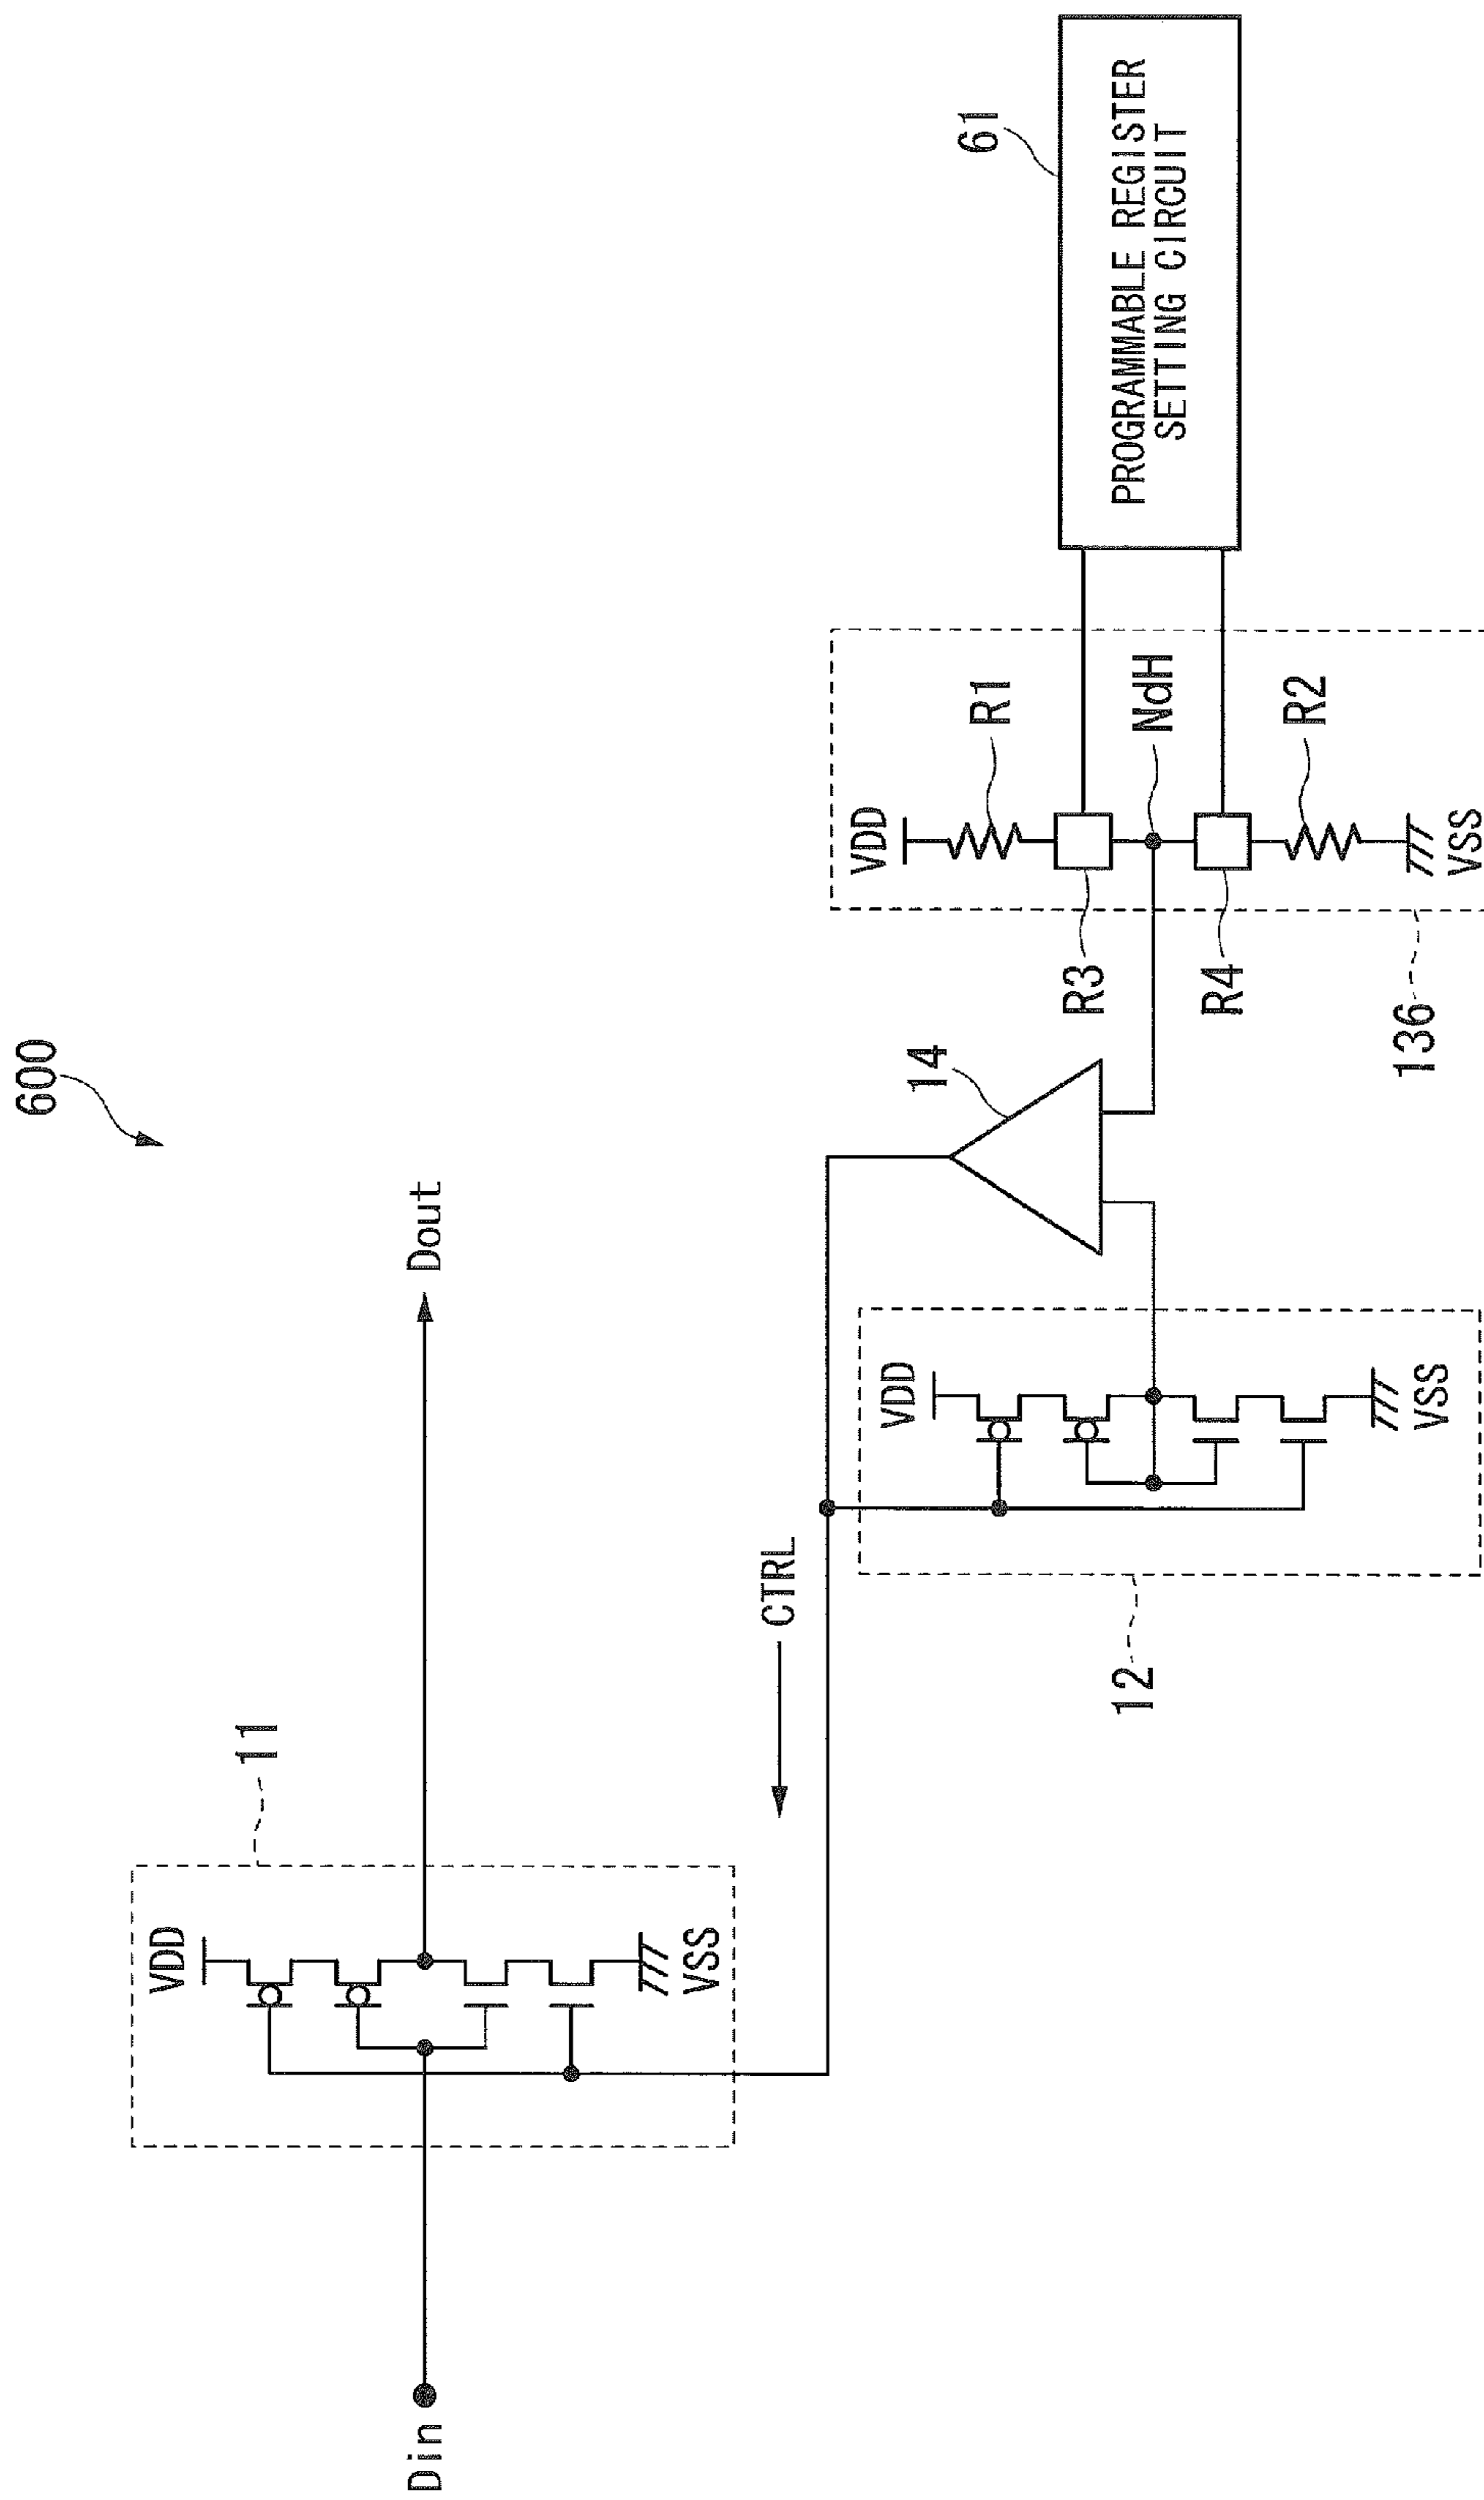 600
11
VDD
VSS
Din
Dout
CTRL
12
VDD
VSS
14
VDD
R1
R3
NdH
R4
R2
VSS
136
61
PROGRAMMABLE REGISTER
SETTING CIRCUIT